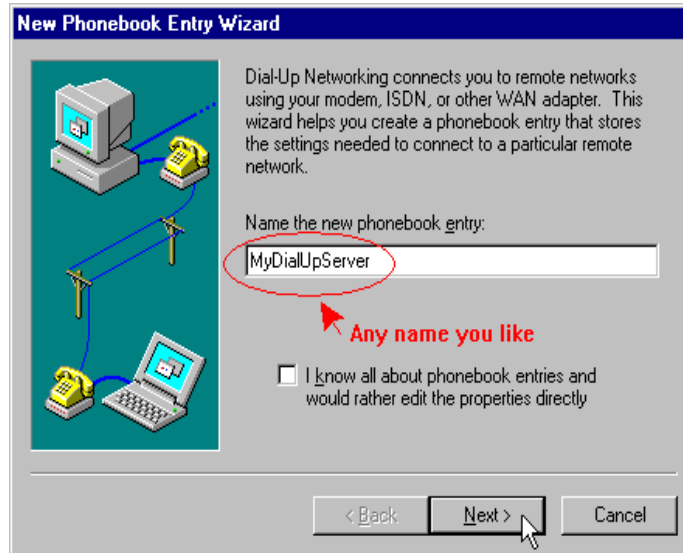 New Phonebook Entry Wizard
Dial-Up Networking connects you to remote networks
using your modem, ISDN, or other WAN adapter. This
wizard helps you create a phonebook entry that stores
the settings needed to connect to a particular remote
network.
Name the new phonebook entry:
MyDialUpServer
Any name you like
I know all about phonebook entries and
would rather edit the properties directly
< Back
Next >
Cancel